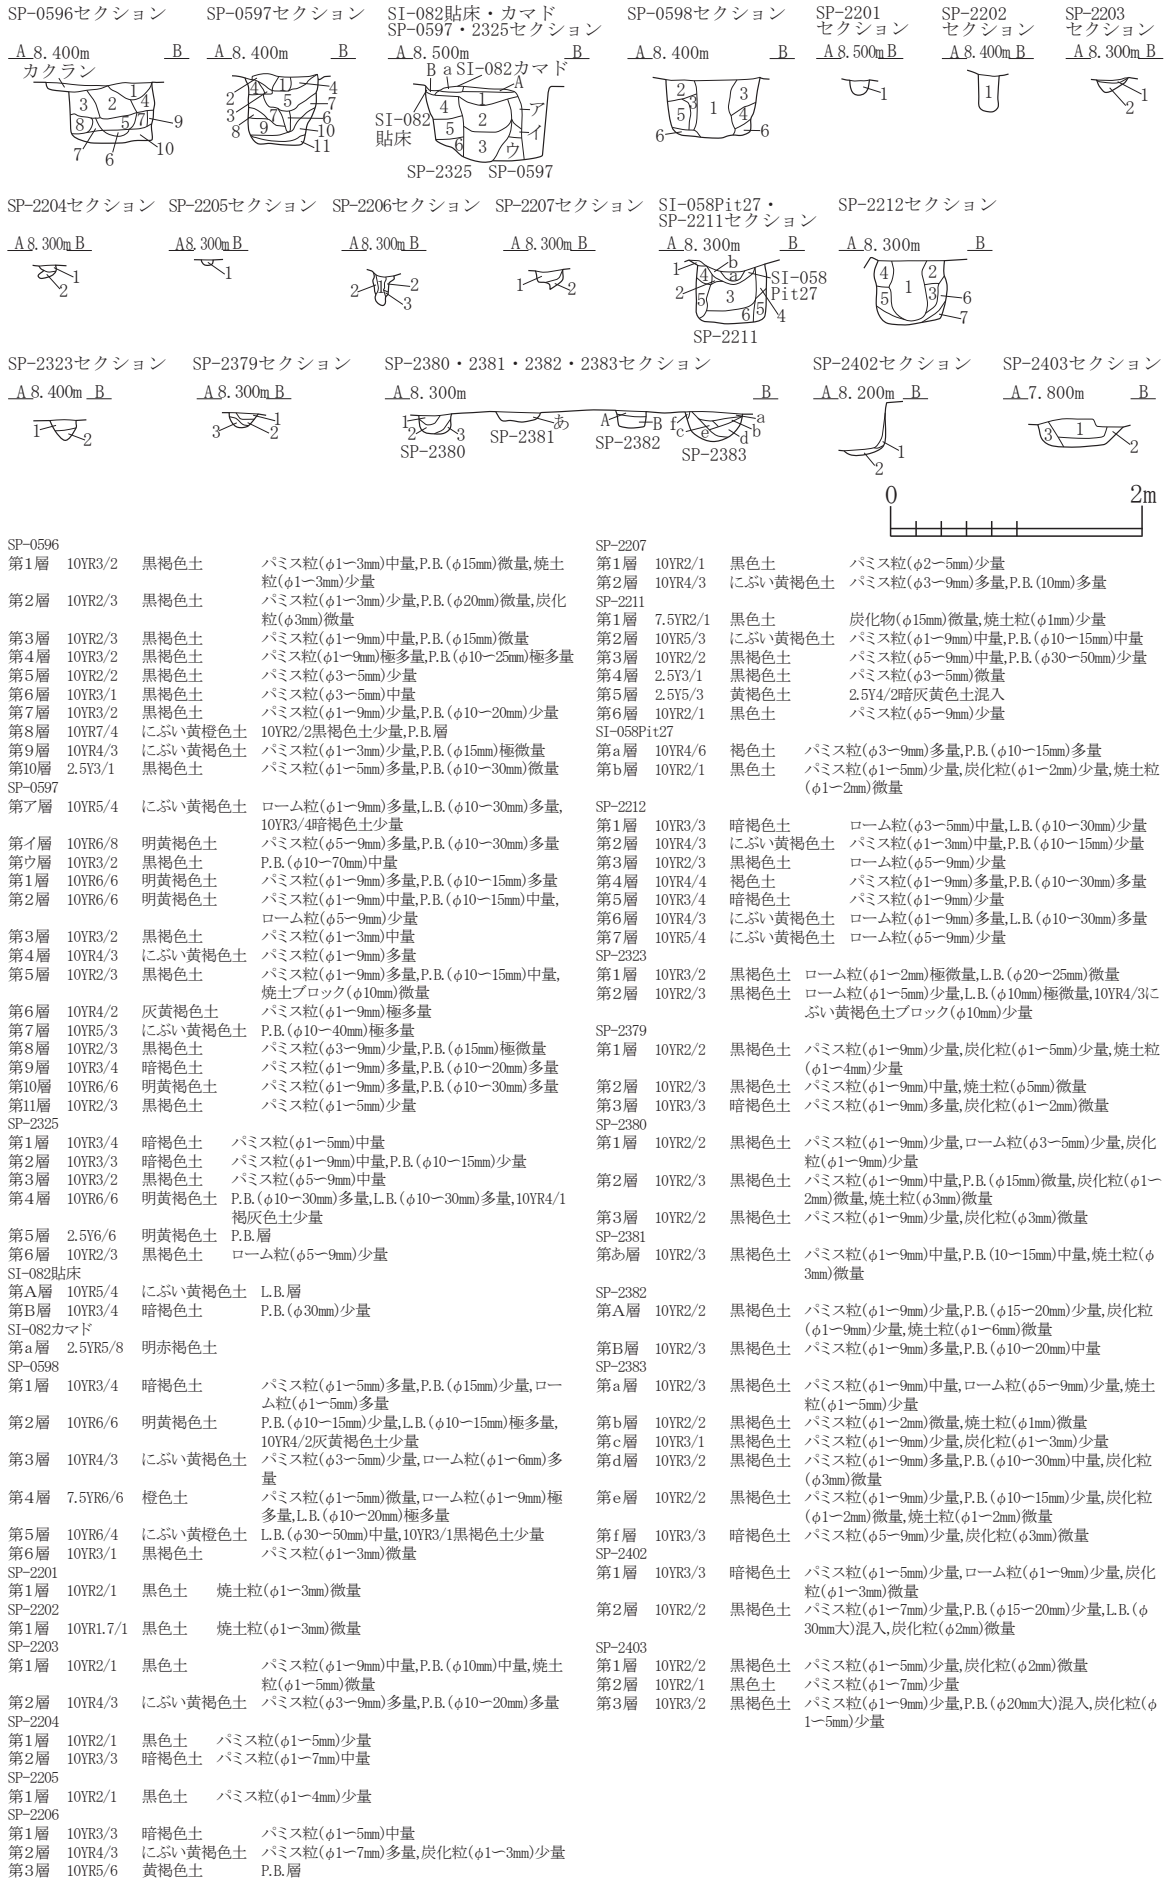 SP-0596セクション
A 8.400m B
カクラン
1
3
2
4
8
5
7
9
7
6
10
SP-0597セクション
A 8.400m B
2
4
1
4
5
7
3
7
6
8
9
10
11
SI-082貼床・カマド
SP-0597・2325セクション
A 8.500m B
B a SI-082カマド
A
4
1
ア
SI-082
貼床
2
イ
5
6
3
ウ
SP-2325 SP-0597
SP-0598セクション
A 8.400m B
2
3
1
3
5
4
6
6
SP-2201
セクション
A 8.500m B
1
SP-2202
セクション
A 8.400m B
1
SP-2203
セクション
A 8.300m B
1
2
SP-2204セクション
A 8.300m B
1
2
SP-2205セクション
A 8.300m B
1
SP-2206セクション
A 8.300m B
2
1
2
3
SP-2207セクション
A 8.300m B
1
2
SI-058Pit27・
SP-2211セクション
A 8.300m B
1
b
4
a
SI-058
Pit27
2
3
5
6
5
4
SP-2211
SP-2212セクション
A 8.300m B
4
2
1
5
3
6
7
SP-2323セクション
A 8.400m B
1
2
SP-2379セクション
A 8.300m B
1
3
2
SP-2380・2381・2382・2383セクション
A 8.300m B
1
2
3
SP-2380
あ
SP-2381
A
B
SP-2382
f
c
e
a
b
d
SP-2383
SP-2402セクション
A 8.200m B
1
2
SP-2403セクション
A 7.800m B
3
1
2
0 2m
SP-0596
第1層 10YR3/2 黒褐色土 パミス粒(φ1〜3mm)中量,P.B.(φ15mm)微量,焼土
粒(φ1〜3mm)少量
第2層 10YR2/3 黒褐色土 パミス粒(φ1〜3mm)少量,P.B.(φ20mm)微量,炭化
粒(φ3mm)微量
第3層 10YR2/3 黒褐色土 パミス粒(φ1〜9mm)中量,P.B.(φ15mm)微量
第4層 10YR3/2 黒褐色土 パミス粒(φ1〜9mm)極多量,P.B.(φ10〜25mm)極多量
第5層 10YR2/2 黒褐色土 パミス粒(φ3〜5mm)少量
第6層 10YR3/1 黒褐色土 パミス粒(φ3〜5mm)中量
第7層 10YR3/2 黒褐色土 パミス粒(φ1〜9mm)少量,P.B.(φ10〜20mm)少量
第8層 10YR7/4 にぶい黄橙色土 10YR2/2黒褐色土少量,P.B.層
第9層 10YR4/3 にぶい黄褐色土 パミス粒(φ1〜3mm)少量,P.B.(φ15mm)極微量
第10層 2.5Y3/1 黒褐色土 パミス粒(φ1〜5mm)多量,P.B.(φ10〜30mm)微量
SP-0597
第ア層 10YR5/4 にぶい黄褐色土 ローム粒(φ1〜9mm)多量,L.B.(φ10〜30mm)多量,
10YR3/4暗褐色土少量
第イ層 10YR6/8 明黄褐色土 パミス粒(φ5〜9mm)多量,P.B.(φ10〜30mm)多量
第ウ層 10YR3/2 黒褐色土 P.B.(φ10〜70mm)中量
第1層 10YR6/6 明黄褐色土 パミス粒(φ1〜9mm)多量,P.B.(φ10〜15mm)多量
第2層 10YR6/6 明黄褐色土 パミス粒(φ1〜9mm)中量,P.B.(φ10〜15mm)中量,
ローム粒(φ5〜9mm)少量
第3層 10YR3/2 黒褐色土 パミス粒(φ1〜3mm)中量
第4層 10YR4/3 にぶい黄褐色土 パミス粒(φ1〜9mm)多量
第5層 10YR2/3 黒褐色土 パミス粒(φ1〜9mm)多量,P.B.(φ10〜15mm)中量,
焼土ブロック(φ10mm)微量
第6層 10YR4/2 灰黄褐色土 パミス粒(φ1〜9mm)極多量
第7層 10YR5/3 にぶい黄褐色土 P.B.(φ10〜40mm)極多量
第8層 10YR2/3 黒褐色土 パミス粒(φ3〜9mm)少量,P.B.(φ15mm)極微量
第9層 10YR3/4 暗褐色土 パミス粒(φ1〜9mm)多量,P.B.(φ10〜20mm)多量
第10層 10YR6/6 明黄褐色土 パミス粒(φ1〜9mm)多量,P.B.(φ10〜30mm)多量
第11層 10YR2/3 黒褐色土 パミス粒(φ1〜5mm)少量
SP-2325
第1層 10YR3/4 暗褐色土 パミス粒(φ1〜5mm)中量
第2層 10YR3/3 暗褐色土 パミス粒(φ1〜9mm)中量,P.B.(φ10〜15mm)少量
第3層 10YR3/2 黒褐色土 パミス粒(φ5〜9mm)中量
第4層 10YR6/6 明黄褐色土 P.B.(φ10〜30mm)多量,L.B.(φ10〜30mm)多量,10YR4/1
褐灰色土少量
第5層 2.5Y6/6 明黄褐色土 P.B.層
第6層 10YR2/3 黒褐色土 ローム粒(φ5〜9mm)少量
SI-082貼床
第A層 10YR5/4 にぶい黄褐色土 L.B.層
第B層 10YR3/4 暗褐色土 P.B.(φ30mm)少量
SI-082カマド
第a層 2.5YR5/8 明赤褐色土
SP-0598
第1層 10YR3/4 暗褐色土 パミス粒(φ1〜5mm)多量,P.B.(φ15mm)少量,ロー
ム粒(φ1〜5mm)多量
第2層 10YR6/6 明黄褐色土 P.B.(φ10〜15mm)少量,L.B.(φ10〜15mm)極多量,
10YR4/2灰黄褐色土少量
第3層 10YR4/3 にぶい黄褐色土 パミス粒(φ3〜5mm)少量,ローム粒(φ1〜6mm)多
量
第4層 7.5YR6/6 橙色土 パミス粒(φ1〜5mm)微量,ローム粒(φ1〜9mm)極
多量,L.B.(φ10〜20mm)極多量
第5層 10YR6/4 にぶい黄橙色土 L.B.(φ30〜50mm)中量,10YR3/1黒褐色土少量
第6層 10YR3/1 黒褐色土 パミス粒(φ1〜3mm)微量
SP-2201
第1層 10YR2/1 黒色土 焼土粒(φ1〜3mm)微量
SP-2202
第1層 10YR1.7/1 黒色土 焼土粒(φ1〜3mm)微量
SP-2203
第1層 10YR2/1 黒色土 パミス粒(φ1〜9mm)中量,P.B.(φ10mm)中量,焼土
粒(φ1〜5mm)微量
第2層 10YR4/3 にぶい黄褐色土 パミス粒(φ3〜9mm)多量,P.B.(φ10〜20mm)多量
SP-2204
第1層 10YR2/1 黒色土 パミス粒(φ1〜5mm)少量
第2層 10YR3/3 暗褐色土 パミス粒(φ1〜7mm)中量
SP-2205
第1層 10YR2/1 黒色土 パミス粒(φ1〜4mm)少量
SP-2206
第1層 10YR3/3 暗褐色土 パミス粒(φ1〜5mm)中量
第2層 10YR4/3 にぶい黄褐色土 パミス粒(φ1〜7mm)多量,炭化粒(φ1〜3mm)少量
第3層 10YR5/6 黄褐色土 P.B.層
SP-2207
第1層 10YR2/1 黒色土 パミス粒(φ2〜5mm)少量
第2層 10YR4/3 にぶい黄褐色土 パミス粒(φ3〜9mm)多量,P.B.(10mm)多量
SP-2211
第1層 7.5YR2/1 黒色土 炭化物(φ15mm)微量,焼土粒(φ1mm)少量
第2層 10YR5/3 にぶい黄褐色土 パミス粒(φ1〜9mm)中量,P.B.(φ10〜15mm)中量
第3層 10YR2/2 黒褐色土 パミス粒(φ5〜9mm)中量,P.B.(φ30〜50mm)少量
第4層 2.5Y3/1 黒褐色土 パミス粒(φ3〜5mm)微量
第5層 2.5Y5/3 黄褐色土 2.5Y4/2暗灰黄色土混入
第6層 10YR2/1 黒色土 パミス粒(φ5〜9mm)少量
SI-058Pit27
第a層 10YR4/6 褐色土 パミス粒(φ3〜9mm)多量,P.B.(φ10〜15mm)多量
第b層 10YR2/1 黒色土 パミス粒(φ1〜5mm)少量,炭化粒(φ1〜2mm)少量,焼土粒
(φ1〜2mm)微量
SP-2212
第1層 10YR3/3 暗褐色土 ローム粒(φ3〜5mm)中量,L.B.(φ10〜30mm)少量
第2層 10YR4/3 にぶい黄褐色土 パミス粒(φ1〜3mm)中量,P.B.(φ10〜15mm)少量
第3層 10YR2/3 黒褐色土 ローム粒(φ5〜9mm)少量
第4層 10YR4/4 褐色土 パミス粒(φ1〜9mm)多量,P.B.(φ10〜30mm)多量
第5層 10YR3/4 暗褐色土 パミス粒(φ1〜9mm)少量
第6層 10YR4/3 にぶい黄褐色土 ローム粒(φ1〜9mm)多量,L.B.(φ10〜30mm)多量
第7層 10YR5/4 にぶい黄褐色土 ローム粒(φ5〜9mm)少量
SP-2323
第1層 10YR3/2 黒褐色土 ローム粒(φ1〜2mm)極微量,L.B.(φ20〜25mm)微量
第2層 10YR2/3 黒褐色土 ローム粒(φ1〜5mm)少量,L.B.(φ10mm)極微量,10YR4/3に
ぶい黄褐色土ブロック(φ10mm)少量
SP-2379
第1層 10YR2/2 黒褐色土 パミス粒(φ1〜9mm)少量,炭化粒(φ1〜5mm)少量,焼土粒
(φ1〜4mm)少量
第2層 10YR2/3 黒褐色土 パミス粒(φ1〜9mm)中量,焼土粒(φ5mm)微量
第3層 10YR3/3 暗褐色土 パミス粒(φ1〜9mm)多量,炭化粒(φ1〜2mm)微量
SP-2380
第1層 10YR2/2 黒褐色土 パミス粒(φ1〜9mm)少量,ローム粒(φ3〜5mm)少量,炭化
粒(φ1〜9mm)少量
第2層 10YR2/3 黒褐色土 パミス粒(φ1〜9mm)中量,P.B.(φ15mm)微量,炭化粒(φ1〜
2mm)微量,焼土粒(φ3mm)微量
第3層 10YR2/2 黒褐色土 パミス粒(φ1〜9mm)少量,炭化粒(φ3mm)微量
SP-2381
第あ層 10YR2/3 黒褐色土 パミス粒(φ1〜9mm)中量,P.B.(10〜15mm)中量,焼土粒(φ
3mm)微量
SP-2382
第A層 10YR2/2 黒褐色土 パミス粒(φ1〜9mm)少量,P.B.(φ15〜20mm)少量,炭化粒
(φ1〜9mm)少量,焼土粒(φ1〜6mm)微量
第B層 10YR2/3 黒褐色土 パミス粒(φ1〜9mm)多量,P.B.(φ10〜20mm)中量
SP-2383
第a層 10YR2/3 黒褐色土 パミス粒(φ1〜9mm)中量,ローム粒(φ5〜9mm)少量,焼土
粒(φ1〜5mm)少量
第b層 10YR2/2 黒褐色土 パミス粒(φ1〜2mm)微量,焼土粒(φ1mm)微量
第c層 10YR3/1 黒褐色土 パミス粒(φ1〜9mm)少量,炭化粒(φ1〜3mm)少量
第d層 10YR3/2 黒褐色土 パミス粒(φ1〜9mm)多量,P.B.(φ10〜30mm)中量,炭化粒
(φ3mm)微量
第e層 10YR2/2 黒褐色土 パミス粒(φ1〜9mm)少量,P.B.(φ10〜15mm)少量,炭化粒
(φ1〜2mm)微量,焼土粒(φ1〜2mm)微量
第f層 10YR3/3 暗褐色土 パミス粒(φ5〜9mm)少量,炭化粒(φ3mm)微量
SP-2402
第1層 10YR3/3 暗褐色土 パミス粒(φ1〜5mm)少量,ローム粒(φ1〜9mm)少量,炭化
粒(φ1〜3mm)微量
第2層 10YR2/2 黒褐色土 パミス粒(φ1〜7mm)少量,P.B.(φ15〜20mm)少量,L.B.(φ
30mm大)混入,炭化粒(φ2mm)微量
SP-2403
第1層 10YR2/2 黒褐色土 パミス粒(φ1〜5mm)少量,炭化粒(φ2mm)微量
第2層 10YR2/1 黒色土 パミス粒(φ1〜7mm)少量
第3層 10YR3/2 黒褐色土 パミス粒(φ1〜9mm)少量,P.B.(φ20mm大)混入,炭化粒(φ
1〜5mm)少量